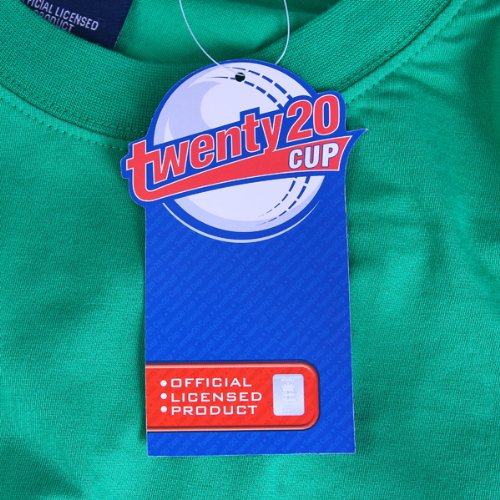 OFFICIAL LICENSED
PRODUCT
twenty20
CUP
•OFFICIAL
•LICENSED
•PRODUCT